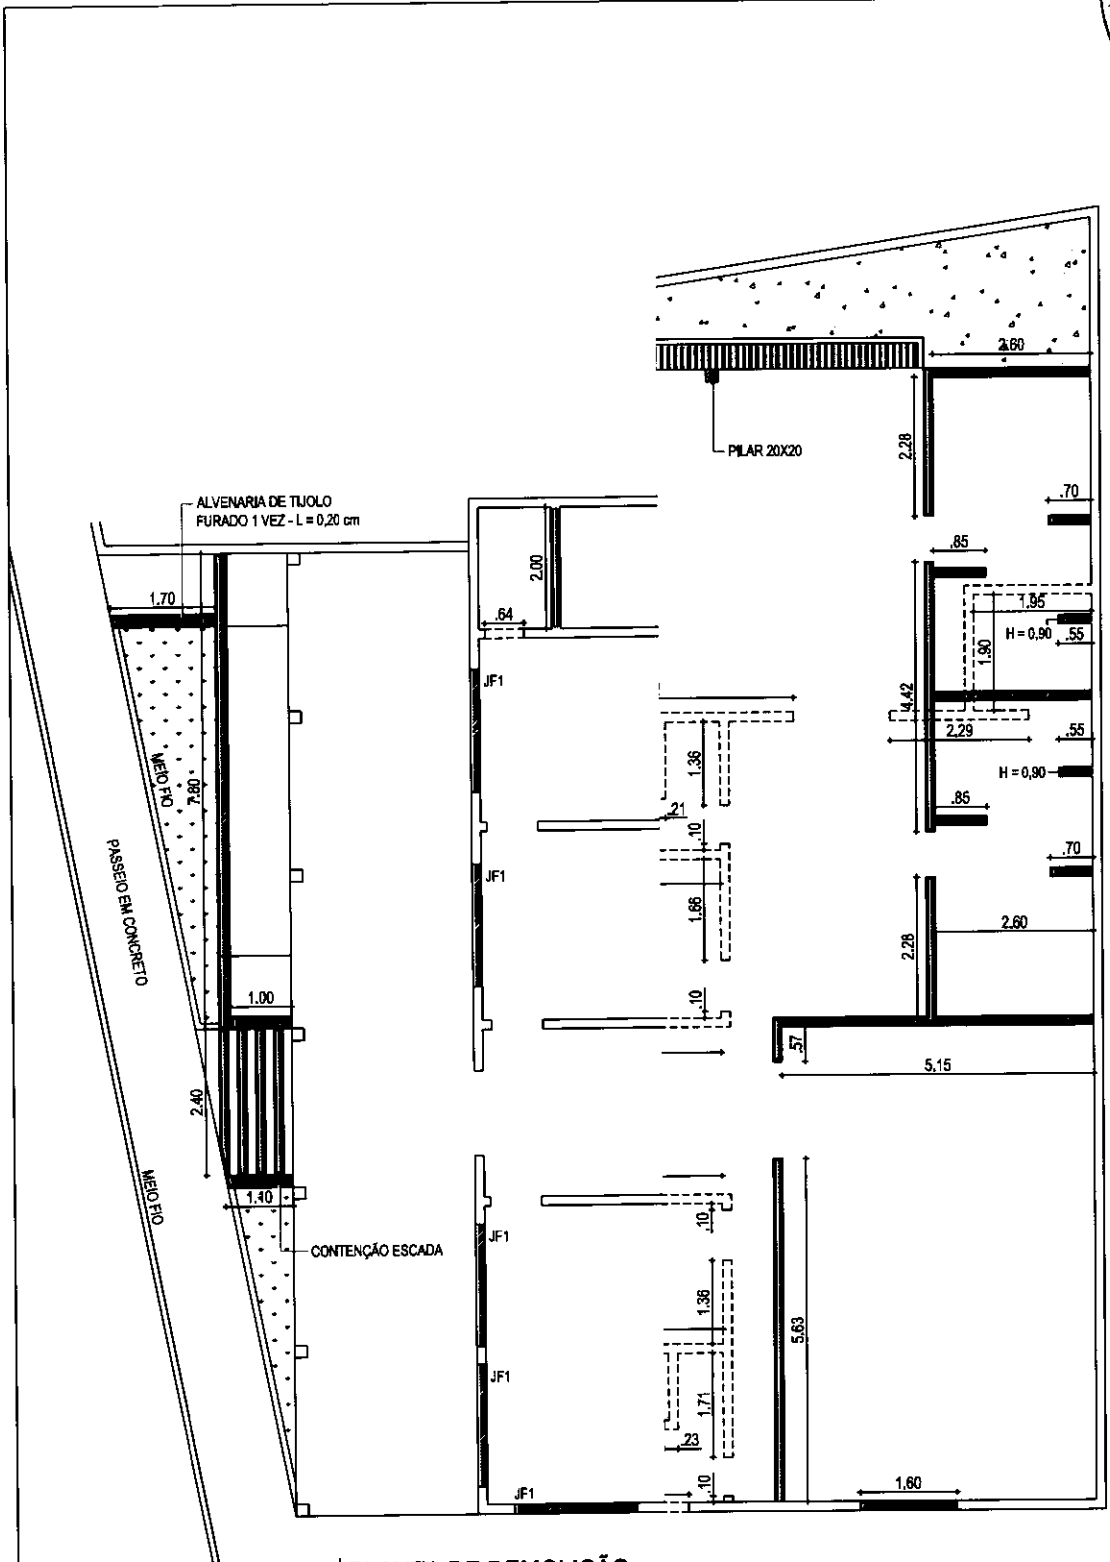 2.60
PILAR 20X20
2.28
ALVENARIA DE TIJOLO
FURADO 1 VEZ - L = 0,20 cm
.70
.85
2.00
1.70
1.95
.64
H = 0,90
.55
1.90
JF1
4.42
2.29
.55
MEIO FIO
1.36
H = 0,90
7.80
.85
.21
.10
.70
JF1
PASSEIO EM CONCRETO
1.66
2.60
2.28
1.00
.10
.57
5.15
2.40
MEIO FIO
1.10
.10
JF1
CONTENÇÃO ESCADA
1.36
5.63
JF1
1.71
.23
JF1
.10
1.60